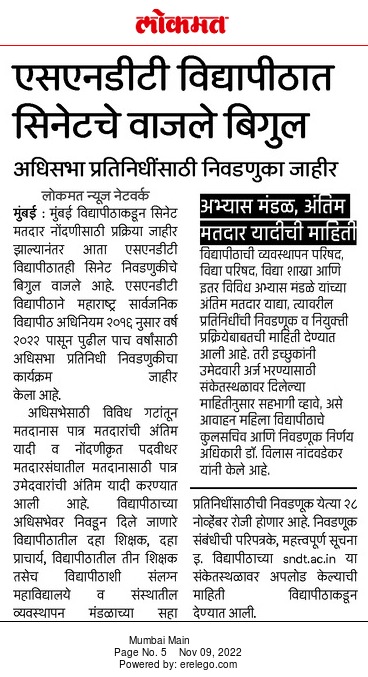 लोकमत
एसएनडीटी विद्यापीठात
सिनेटचे वाजले बिगुल
अधिसभा प्रतिनिधींसाठी निवडणुका जाहीर
लोकमत न्यूज नेटवर्क
मुंबई : मुंबई विद्यापीठाकडून सिनेट
मतदार नोंदणीसाठी प्रक्रिया जाहीर
झाल्यानंतर आता एसएनडीटी
विद्यापीठातही सिनेट निवडणुकीचे
बिगुल वाजले आहे. एसएनडीटी
विद्यापीठाने महाराष्ट्र सार्वजनिक
विद्यापीठ अधिनियम २०१६ नुसार वर्ष
२०२२ पासून पुढील पाच वर्षांसाठी
अधिसभा प्रतिनिधी निवडणुकीचा
कार्यक्रम जाहीर
केला आहे.
अधिसभेसाठी विविध गटांतून
मतदानास पात्र मतदारांची अंतिम
यादी व नोंदणीकृत पदवीधर
मतदारसंघातील मतदानासाठी पात्र
उमेदवारांची अंतिम यादी करण्यात
आली आहे. विद्यापीठाच्या
अधिसभेवर निवडून दिले जाणारे
विद्यापीठातील दहा शिक्षक, दहा
प्राचार्य, विद्यापीठातील तीन शिक्षक
तसेच विद्यापीठाशी संलग्न
महाविद्यालये व संस्थातील
व्यवस्थापन मंडळाच्या सहा
अभ्यास मंडळ, अंतिम
मतदार यादीची माहिती
विद्यापीठाची व्यवस्थापन परिषद,
विद्या परिषद, विद्या शाखा आणि
इतर विविध अभ्यास मंडळे यांच्या
अंतिम मतदार याद्या, त्यावरील
प्रतिनिधींची निवडणूक व नियुक्ती
प्रक्रियेबाबतची माहिती देण्यात
आली आहे. तरी इच्छुकांनी
उमेदवारी अर्ज भरण्यासाठी
संकेतस्थळावर दिलेल्या
माहितीनुसार सहभागी व्हावे, असे
आवाहन महिला विद्यापीठाचे
कुलसचिव आणि निवडणूक निर्णय
अधिकारी डॉ. विलास नांदवडेकर
यांनी केले आहे.
प्रतिनिधींसाठीची निवडणूक येत्या २८
नोव्हेंबर रोजी होणार आहे. निवडणूक
संबंधीची परिपत्रके, महत्त्वपूर्ण सूचना
इ. विद्यापीठाच्या sndt.ac.in या
संकेतस्थळावर अपलोड केल्याची
माहिती विद्यापीठाकडून
देण्यात आली.
Mumbai Main
Page No. 5 Nov 09, 2022
Powered by: erelego.com